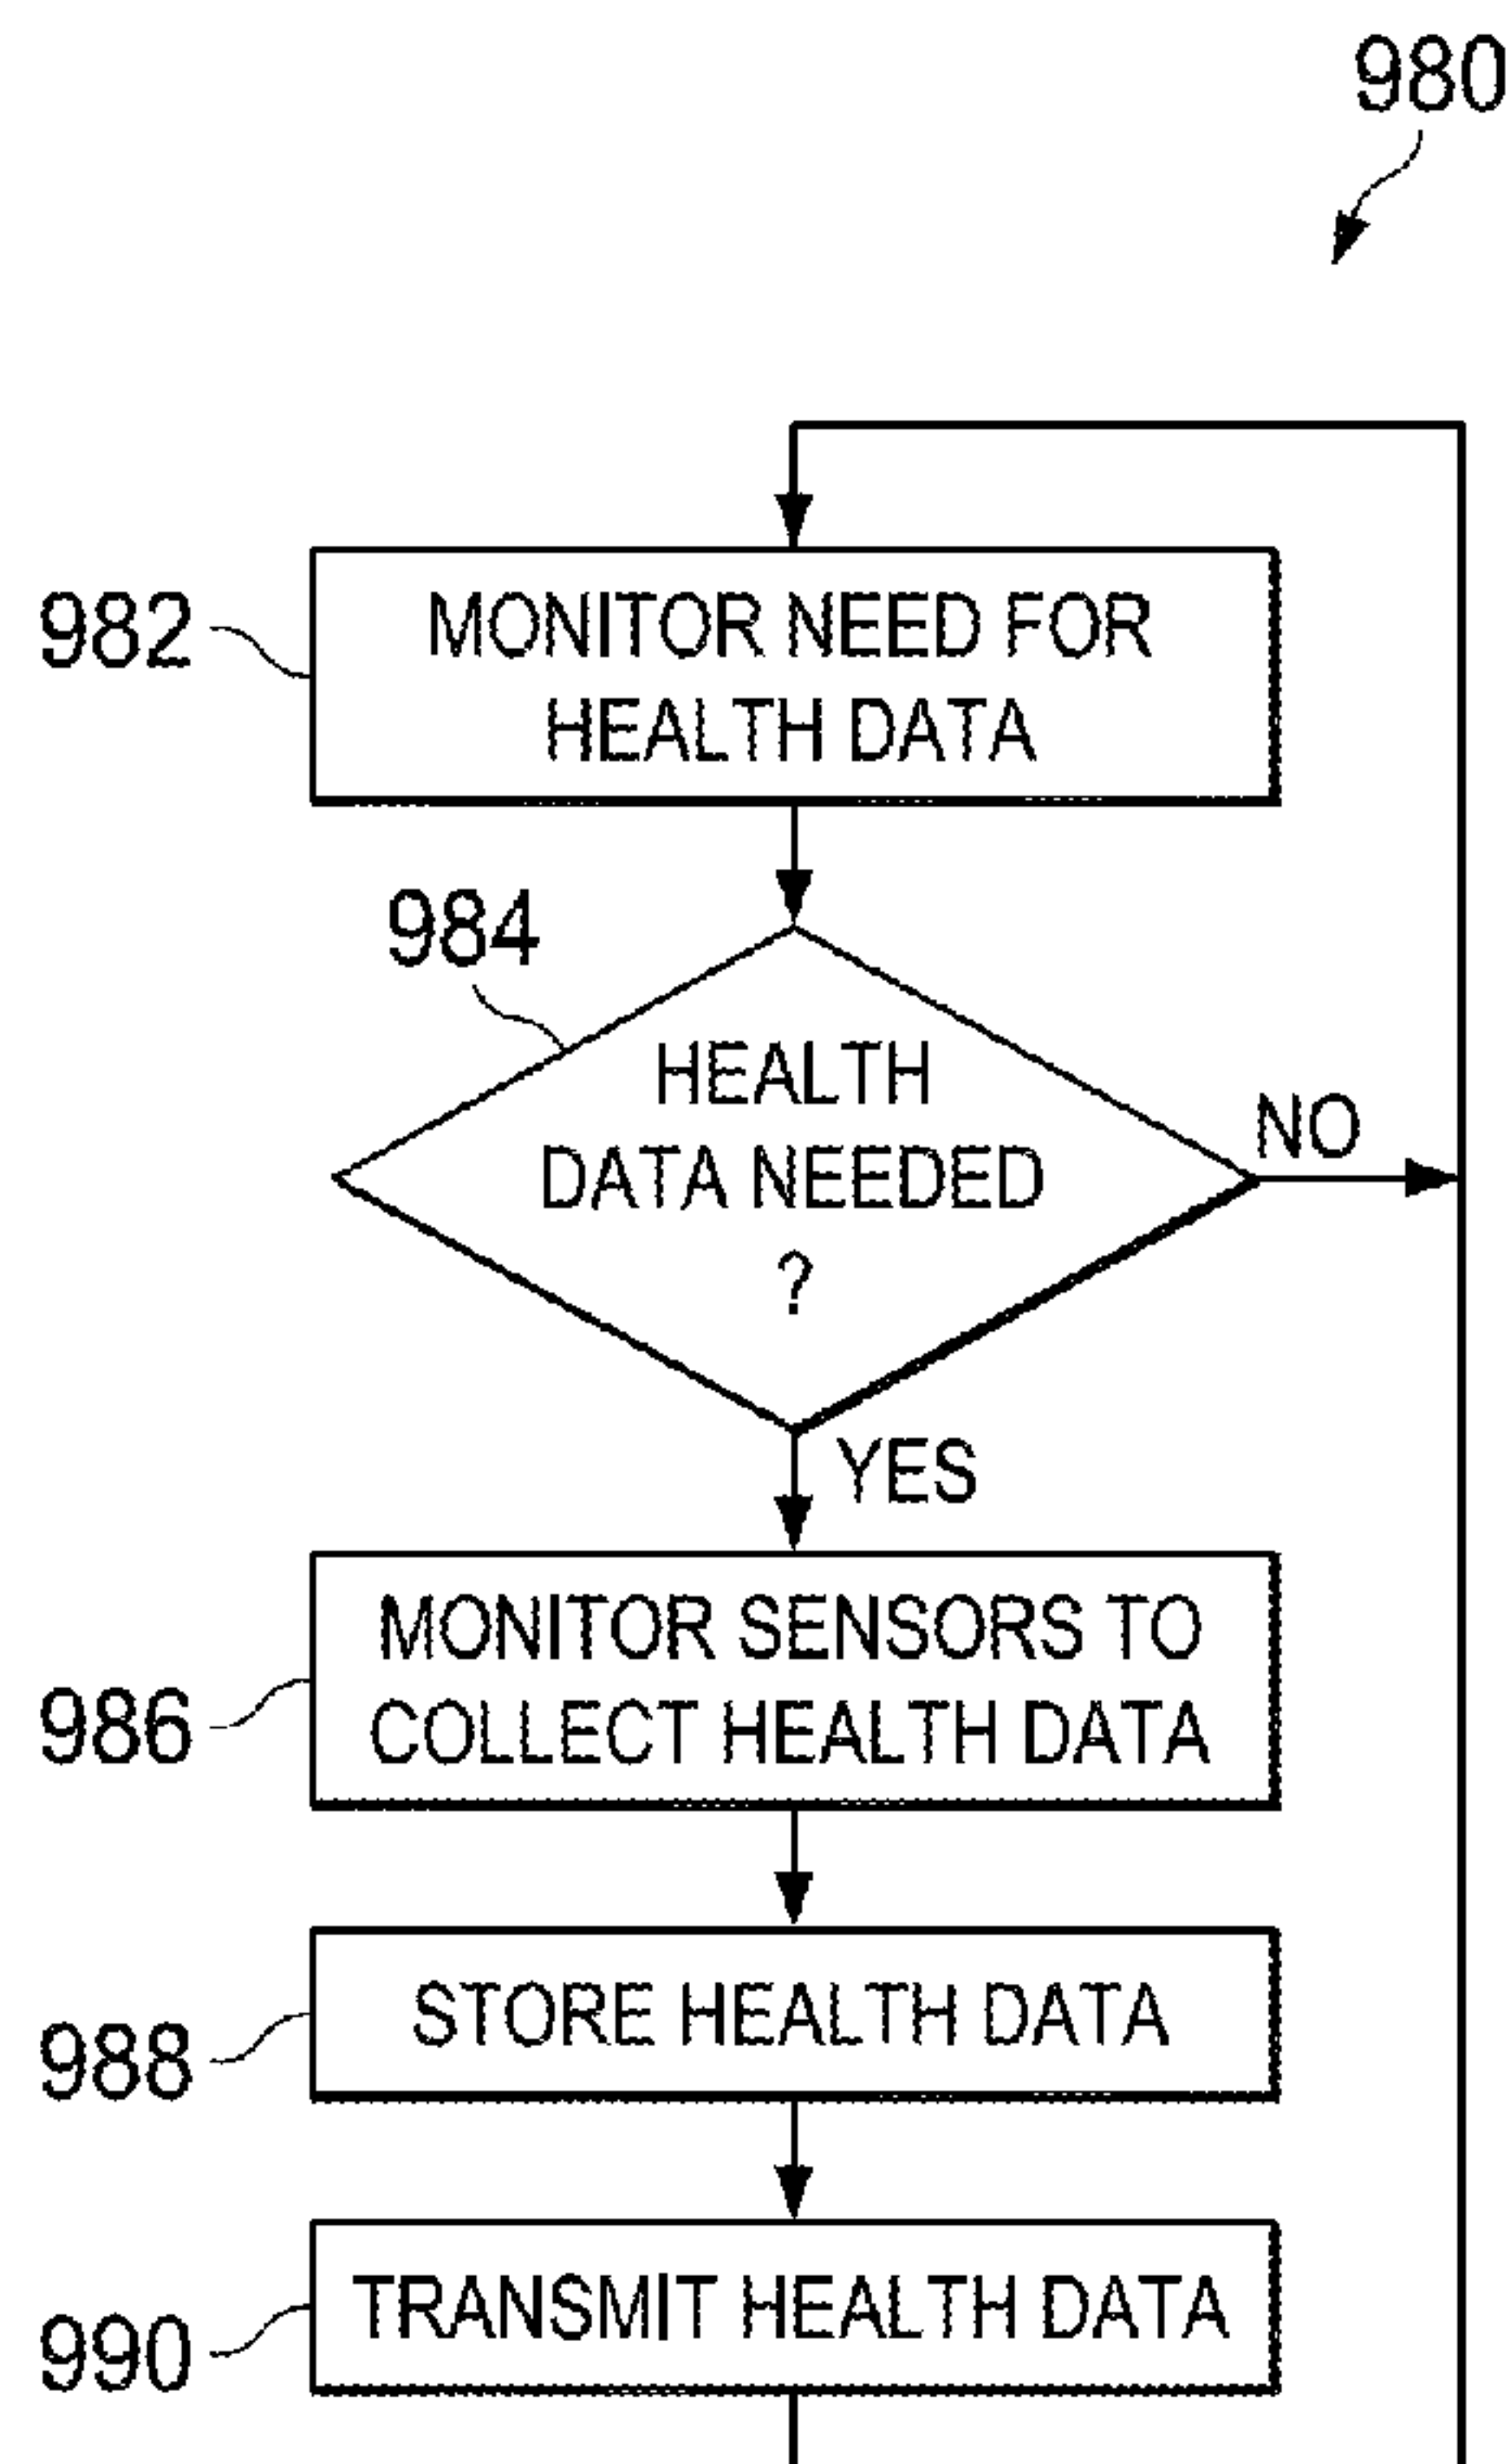 980
982
MONITOR NEED FOR
HEALTH DATA
984
HEALTH
DATA NEEDED
?
NO
YES
986
MONITOR SENSORS TO
COLLECT HEALTH DATA
988
STORE HEALTH DATA
990
TRANSMIT HEALTH DATA